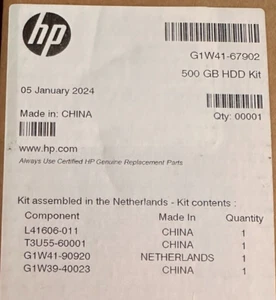 hp
G1W41-67902
500 GB HDD Kit
05 January 2024
Made in: CHINA
Qty: 00001
www.hp.com
Always Use Certified HP Genuine Replacement Parts
Kit assembled in the Netherlands - Kit contents :
Component Made In Quantity
L41606-011 CHINA 1
T3U55-60001 CHINA 1
G1W41-90920 NETHERLANDS 1
G1W39-40023 CHINA 1